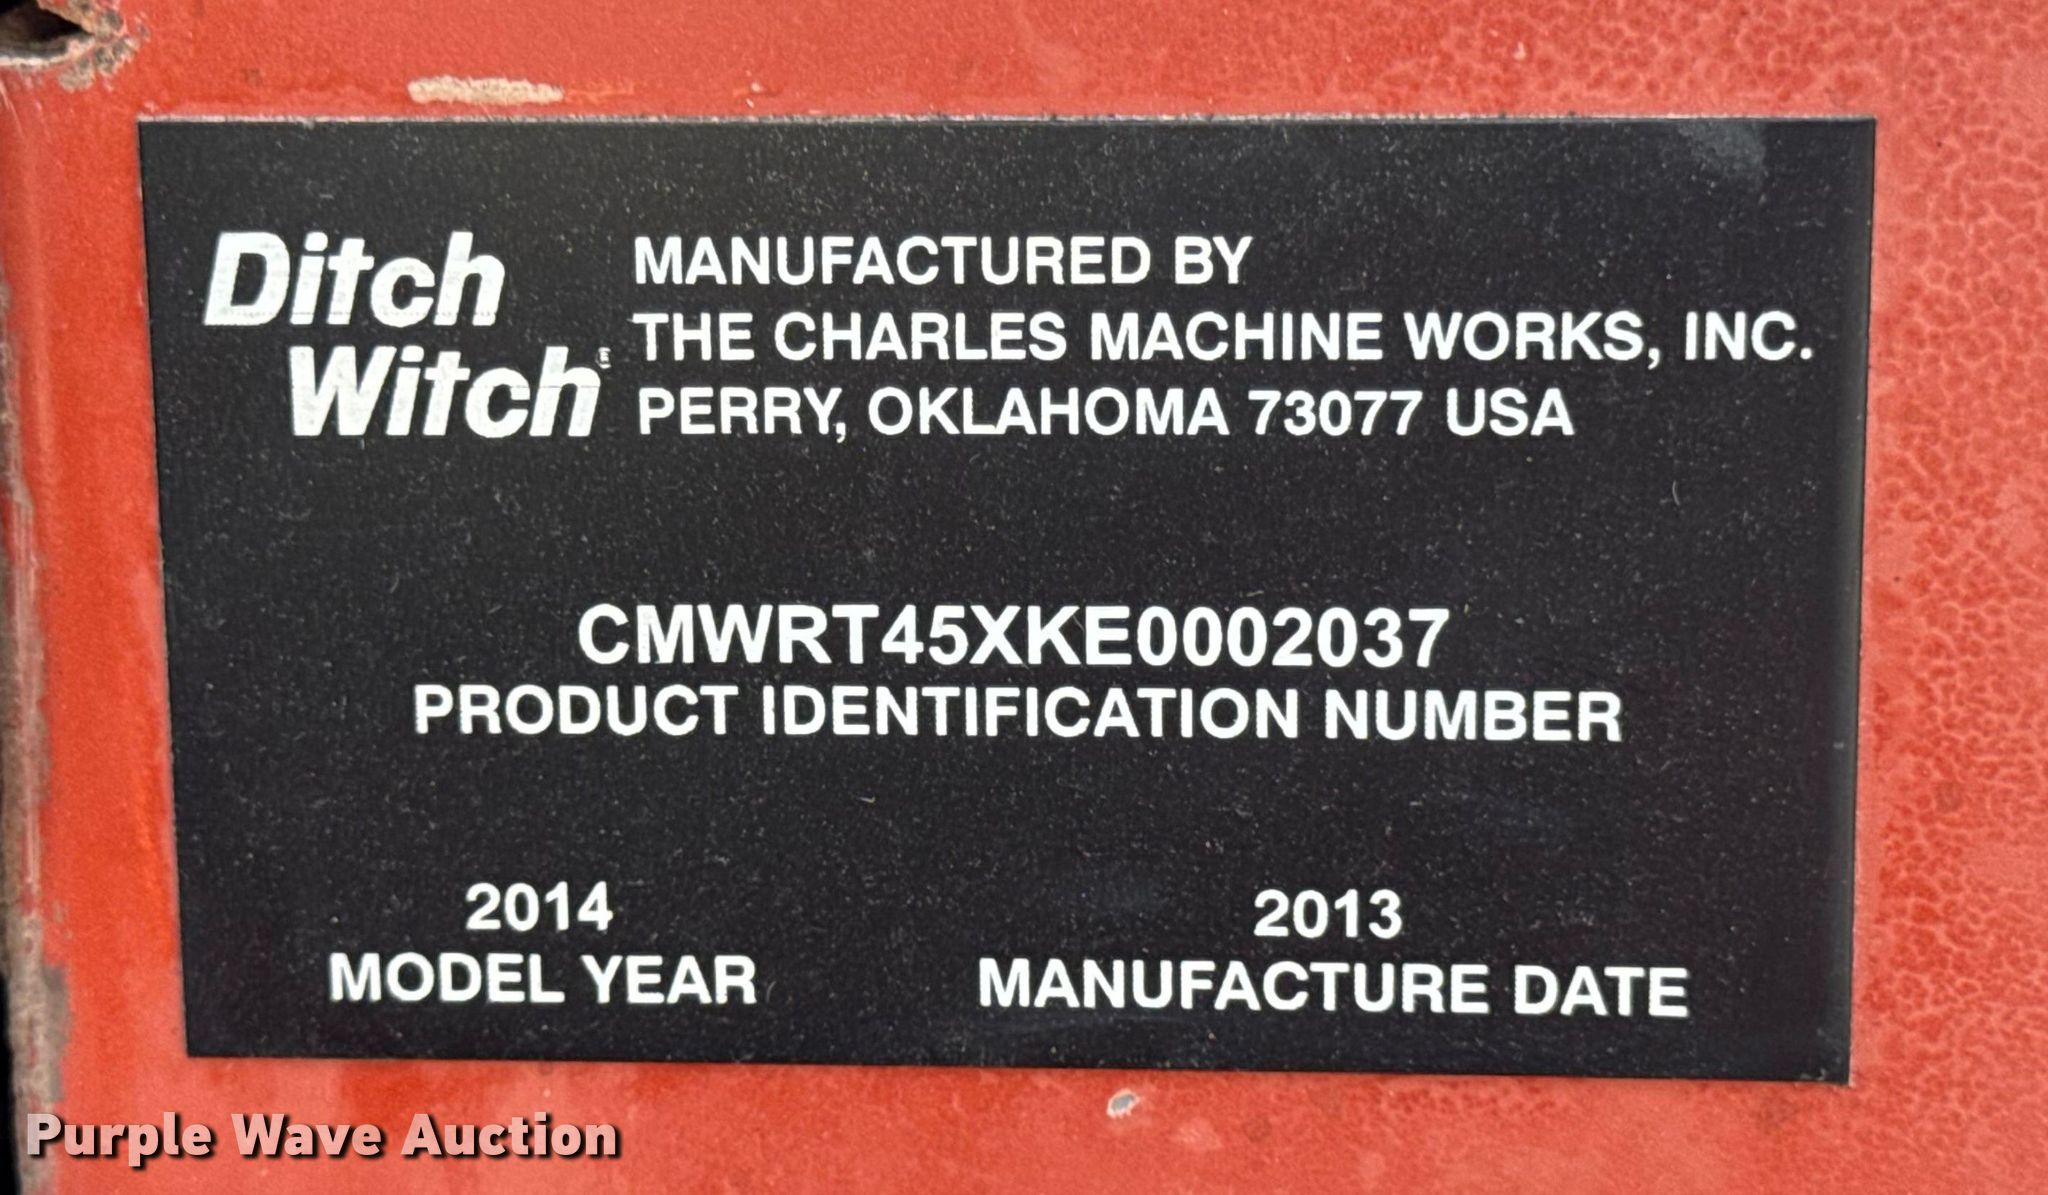 Ditch
Witch®
MANUFACTURED BY
THE CHARLES MACHINE WORKS, INC.
PERRY, OKLAHOMA 73077 USA
CMWRT45XKE0002037
PRODUCT IDENTIFICATION NUMBER
2014
MODEL YEAR
2013
MANUFACTURE DATE
Purple Wave Auction